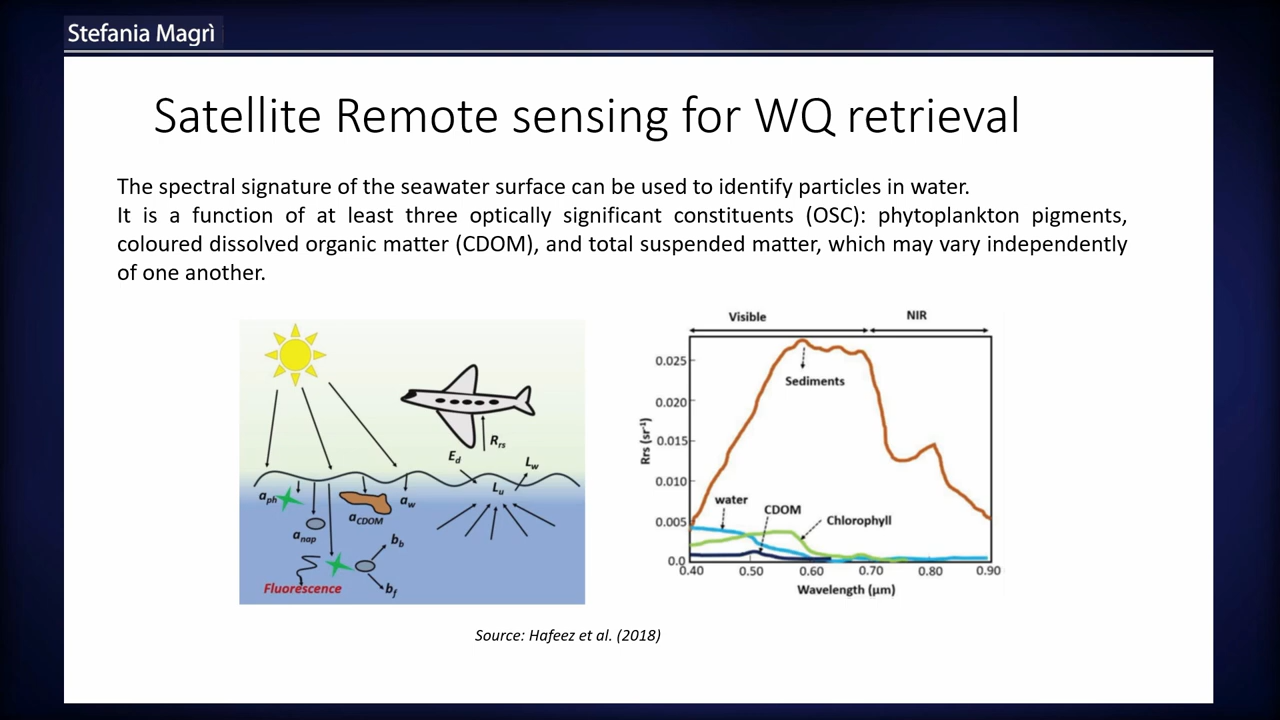 Stefania Magrì
Satellite Remote sensing for WQ retrieval
The spectral signature of the seawater surface can be used to identify particles in water.
It is a function of at least three optically significant constituents (OSC): phytoplankton pigments,
coloured dissolved organic matter (CDOM), and total suspended matter, which may vary independently
of one another.
Rrs
Ed
Lw
Lu
aph
aCDOM
aw
anap
bb
Fluorescence
bf
Visible
NIR
Rrs (sr⁻¹)
0.025
0.020
0.015
0.010
0.005
0.0
Sediments
water
CDOM
Chlorophyll
0.40 0.50 0.60 0.70 0.80 0.90
Wavelength (µm)
Source: Hafeez et al. (2018)